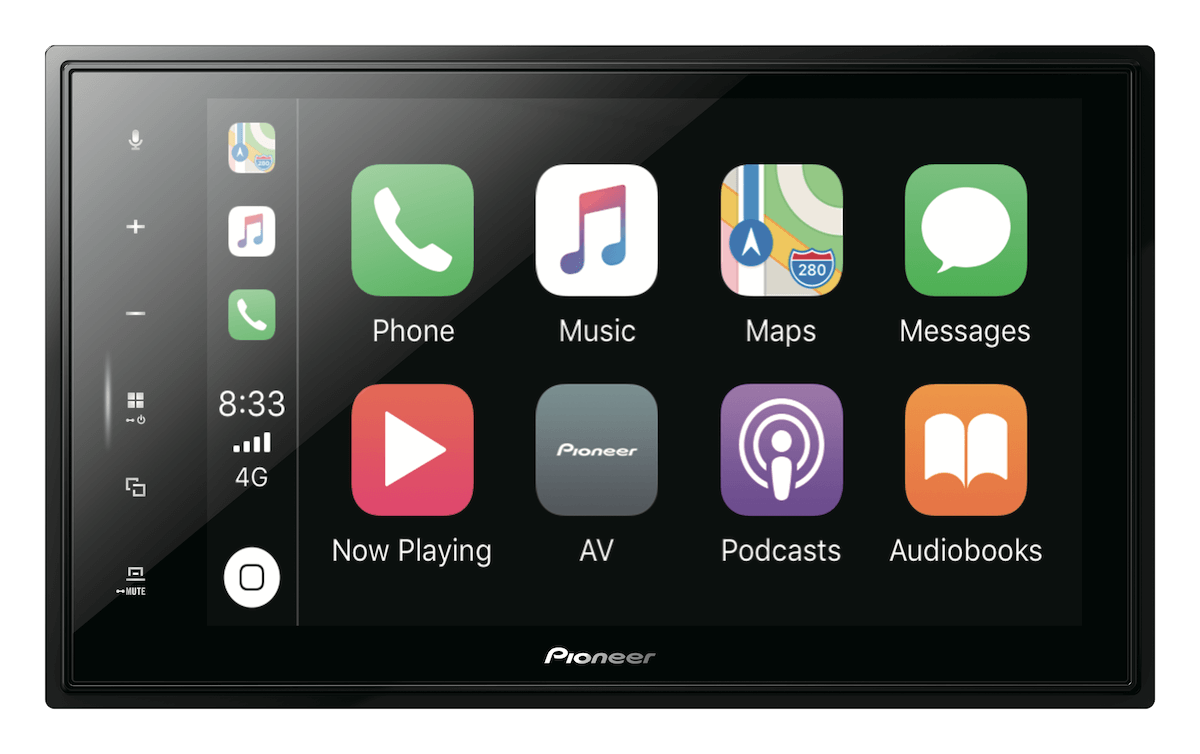 280
280
Phone
Music
Maps
Messages
8:33
4G
Pioneer
Now Playing
AV
Podcasts
Audiobooks
MUTE
Pioneer